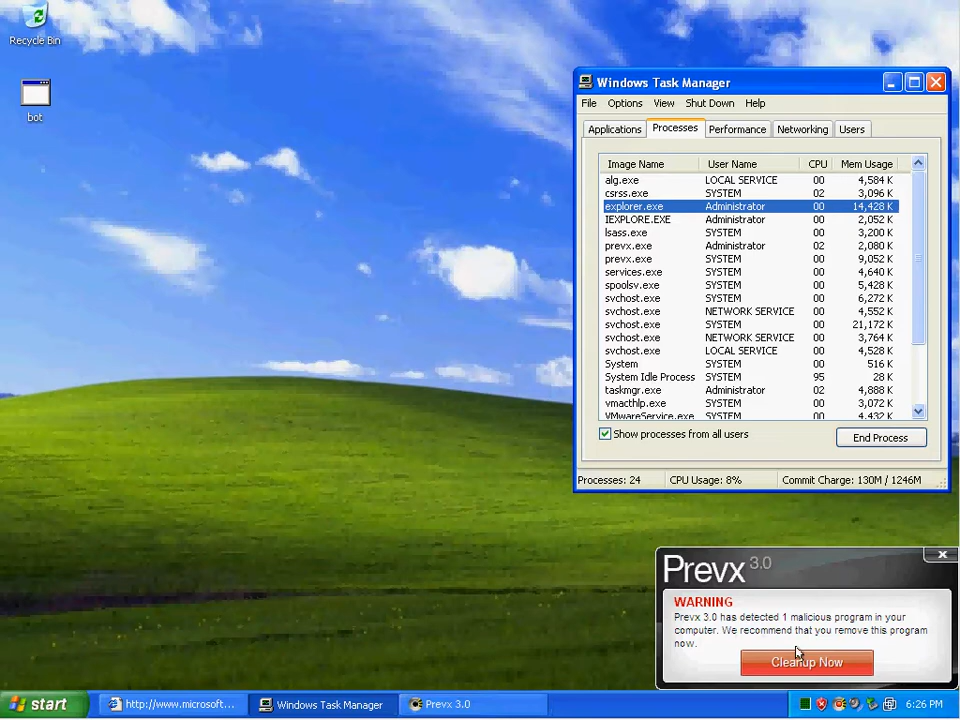 Recycle Bin
bot
Windows Task Manager
File Options View Shut Down Help
Applications Processes Performance Networking Users
Image Name User Name CPU Mem Usage
alg.exe LOCAL SERVICE 00 4,584 K
csrss.exe SYSTEM 02 3,096 K
explorer.exe Administrator 00 14,428 K
IEXPLORE.EXE Administrator 00 2,052 K
lsass.exe SYSTEM 00 3,200 K
prevx.exe Administrator 02 2,080 K
prevx.exe SYSTEM 00 9,052 K
services.exe SYSTEM 00 4,640 K
spoolsv.exe SYSTEM 00 5,428 K
svchost.exe SYSTEM 00 6,272 K
svchost.exe NETWORK SERVICE 00 4,552 K
svchost.exe SYSTEM 00 21,172 K
svchost.exe NETWORK SERVICE 00 3,764 K
svchost.exe LOCAL SERVICE 00 4,528 K
System SYSTEM 00 516 K
System Idle Process SYSTEM 95 28 K
taskmgr.exe Administrator 02 4,888 K
vmacthlp.exe SYSTEM 00 3,072 K
VMwareService.exe SYSTEM 00 4,432 K
Show processes from all users
End Process
Processes: 24 CPU Usage: 8% Commit Charge: 130M / 1246M
Prevx 3.0
WARNING
Prevx 3.0 has detected 1 malicious program in your
computer. We recommend that you remove this program
now.
Cleanup Now
start http://www.microsoft... Windows Task Manager Prevx 3.0 6:26 PM